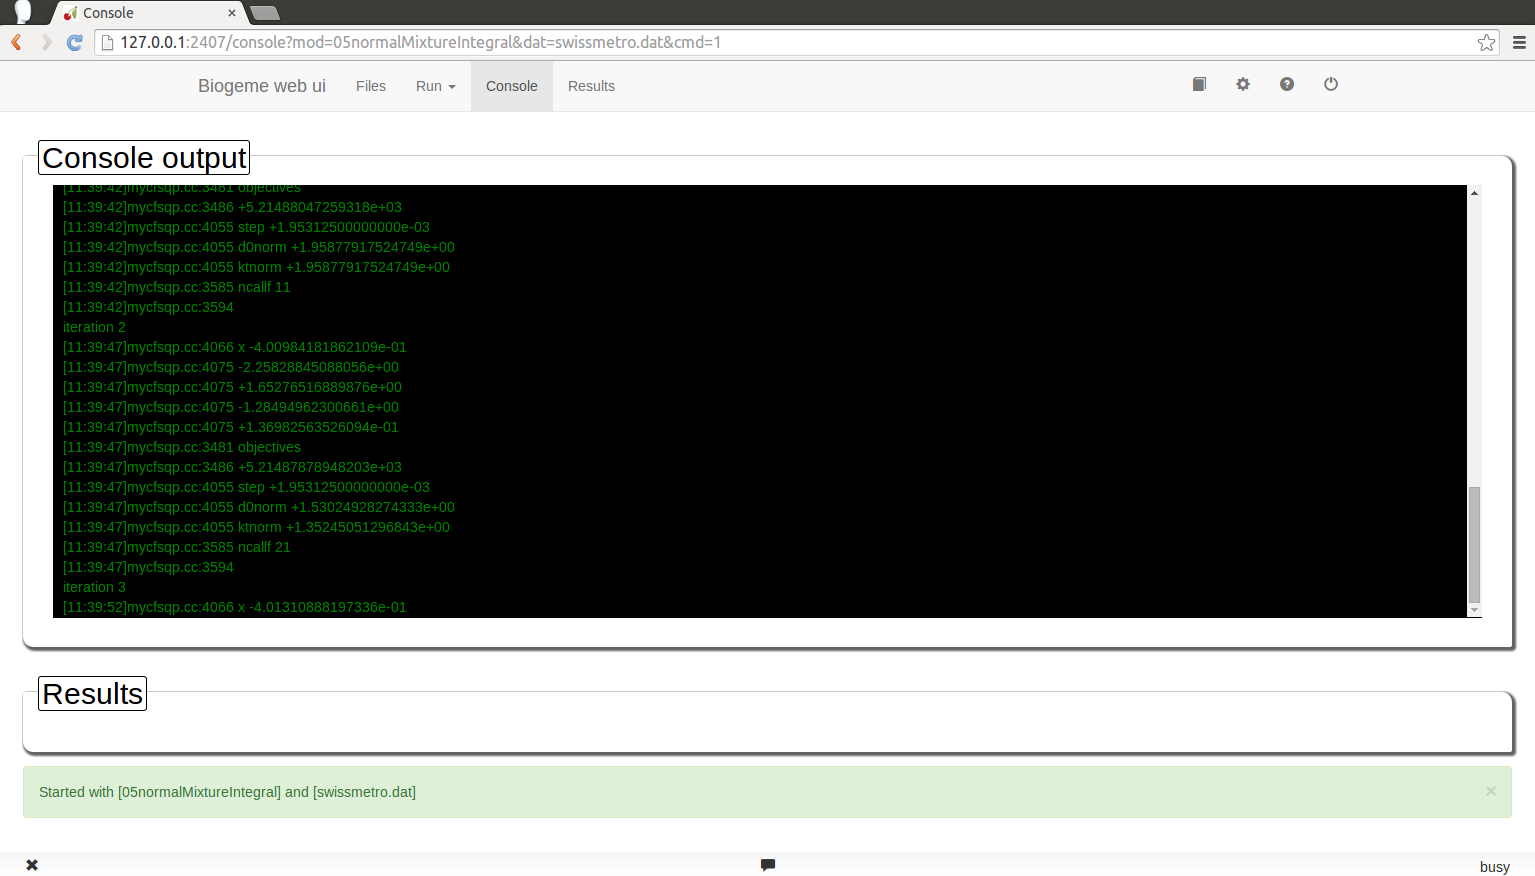 Console
127.0.0.1:2407/console?mod=05normalMixtureIntegral&dat=swissmetro.dat&cmd=1
Biogeme web ui Files Run Console Results
Console output
[11:39:42]mycfsqp.cc:3481 objectives
[11:39:42]mycfsqp.cc:3486 +5.21488047259318e+03
[11:39:42]mycfsqp.cc:4055 step +1.95312500000000e-03
[11:39:42]mycfsqp.cc:4055 d0norm +1.95877917524749e+00
[11:39:42]mycfsqp.cc:4055 ktnorm +1.95877917524749e+00
[11:39:42]mycfsqp.cc:3585 ncallf 11
[11:39:42]mycfsqp.cc:3594
iteration 2
[11:39:47]mycfsqp.cc:4066 x -4.00984181862109e-01
[11:39:47]mycfsqp.cc:4075 -2.25828845088056e+00
[11:39:47]mycfsqp.cc:4075 +1.65276516889876e+00
[11:39:47]mycfsqp.cc:4075 -1.28494962300661e+00
[11:39:47]mycfsqp.cc:4075 +1.36982563526094e-01
[11:39:47]mycfsqp.cc:3481 objectives
[11:39:47]mycfsqp.cc:3486 +5.21487878948203e+03
[11:39:47]mycfsqp.cc:4055 step +1.95312500000000e-03
[11:39:47]mycfsqp.cc:4055 d0norm +1.53024928274333e+00
[11:39:47]mycfsqp.cc:4055 ktnorm +1.35245051296843e+00
[11:39:47]mycfsqp.cc:3585 ncallf 21
[11:39:47]mycfsqp.cc:3594
iteration 3
[11:39:52]mycfsqp.cc:4066 x -4.01310888197336e-01
Results
Started with [05normalMixtureIntegral] and [swissmetro.dat]
busy